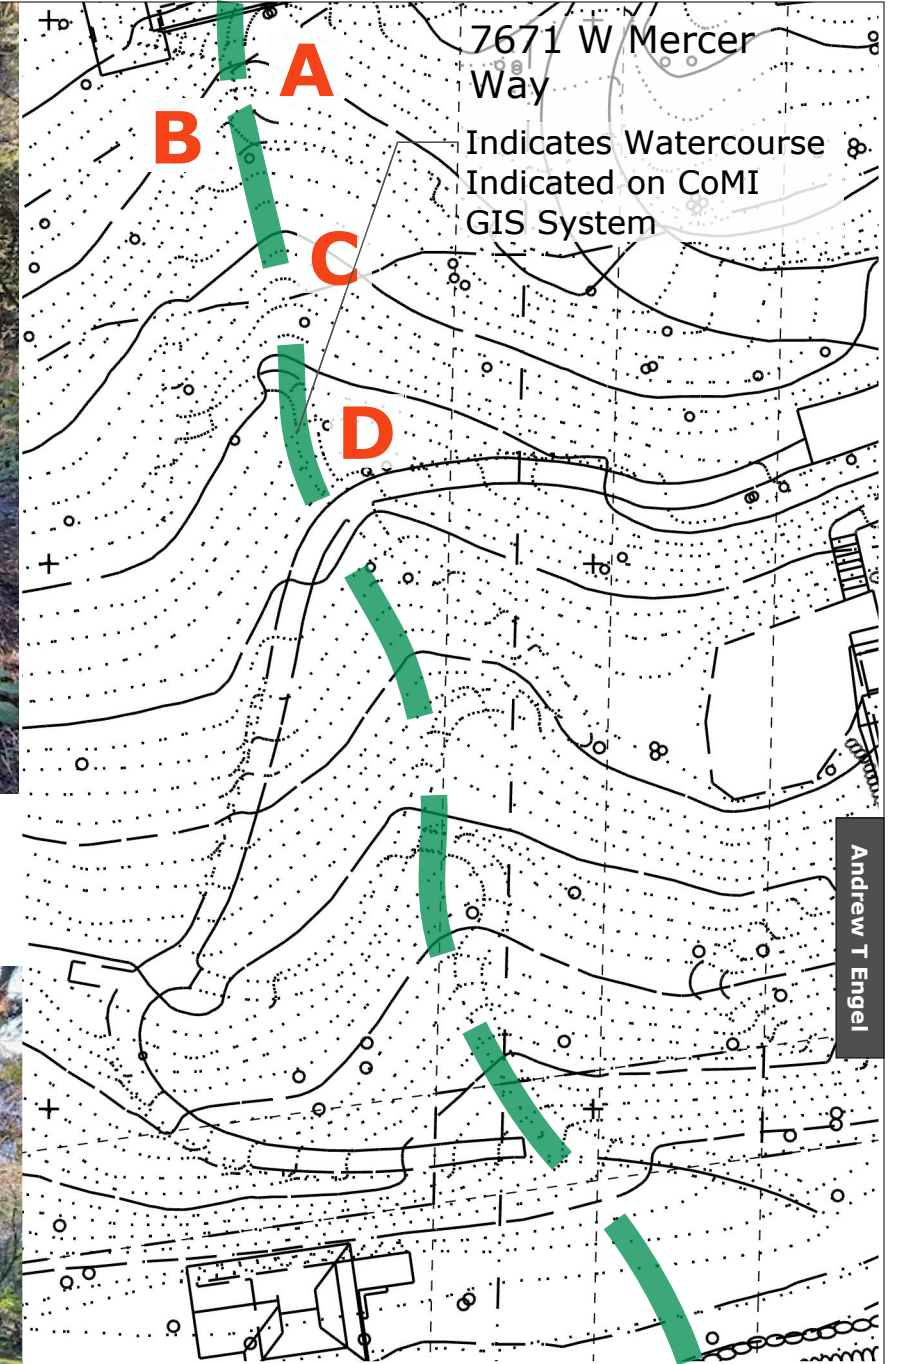 7671 W Mercer
Way
A
B
Indicates Watercourse
Indicated on CoMI
GIS System
C
D
Andrew T Engel